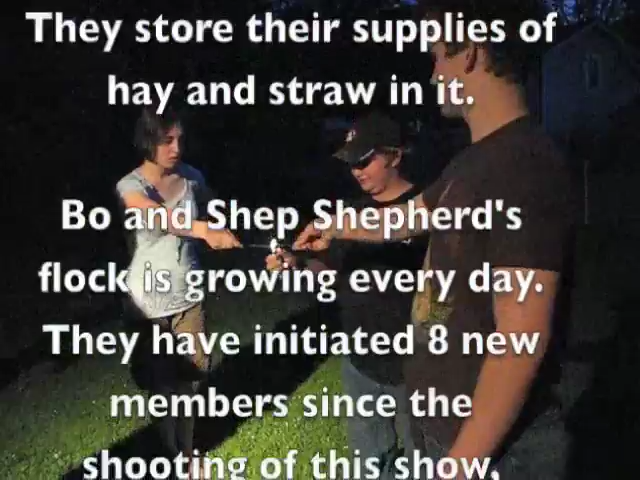 They store their supplies of
hay and straw in it.
Bo and Shep Shepherd's
flock is growing every day.
They have initiated 8 new
members since the
shooting of this show,